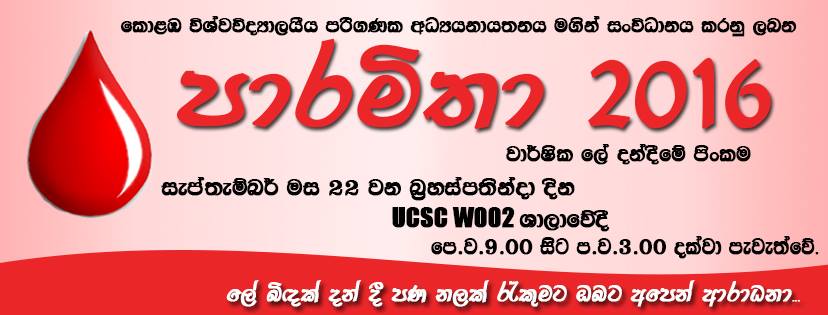 කොළඹ විශ්වවිද්‍යාලයීය පරිගණක අධ්‍යයනායතනය මගින් සංවිධානය කරනු ලබන
පාරමිතා 2016
වාර්ෂික ලේ දන්දීමේ පින්කම
සැප්තැම්බර් මස 22 වන බ්‍රහස්පතින්දා දින
UCSC W002 ශාලාවේදී
පෙ.ව.9.00 සිට ප.ව.3.00 දක්වා පැවැත්වේ.
ලේ බිඳක් දන් දී පණ නලක් රැකුමට ඔබට අපෙන් ආරාධනා...